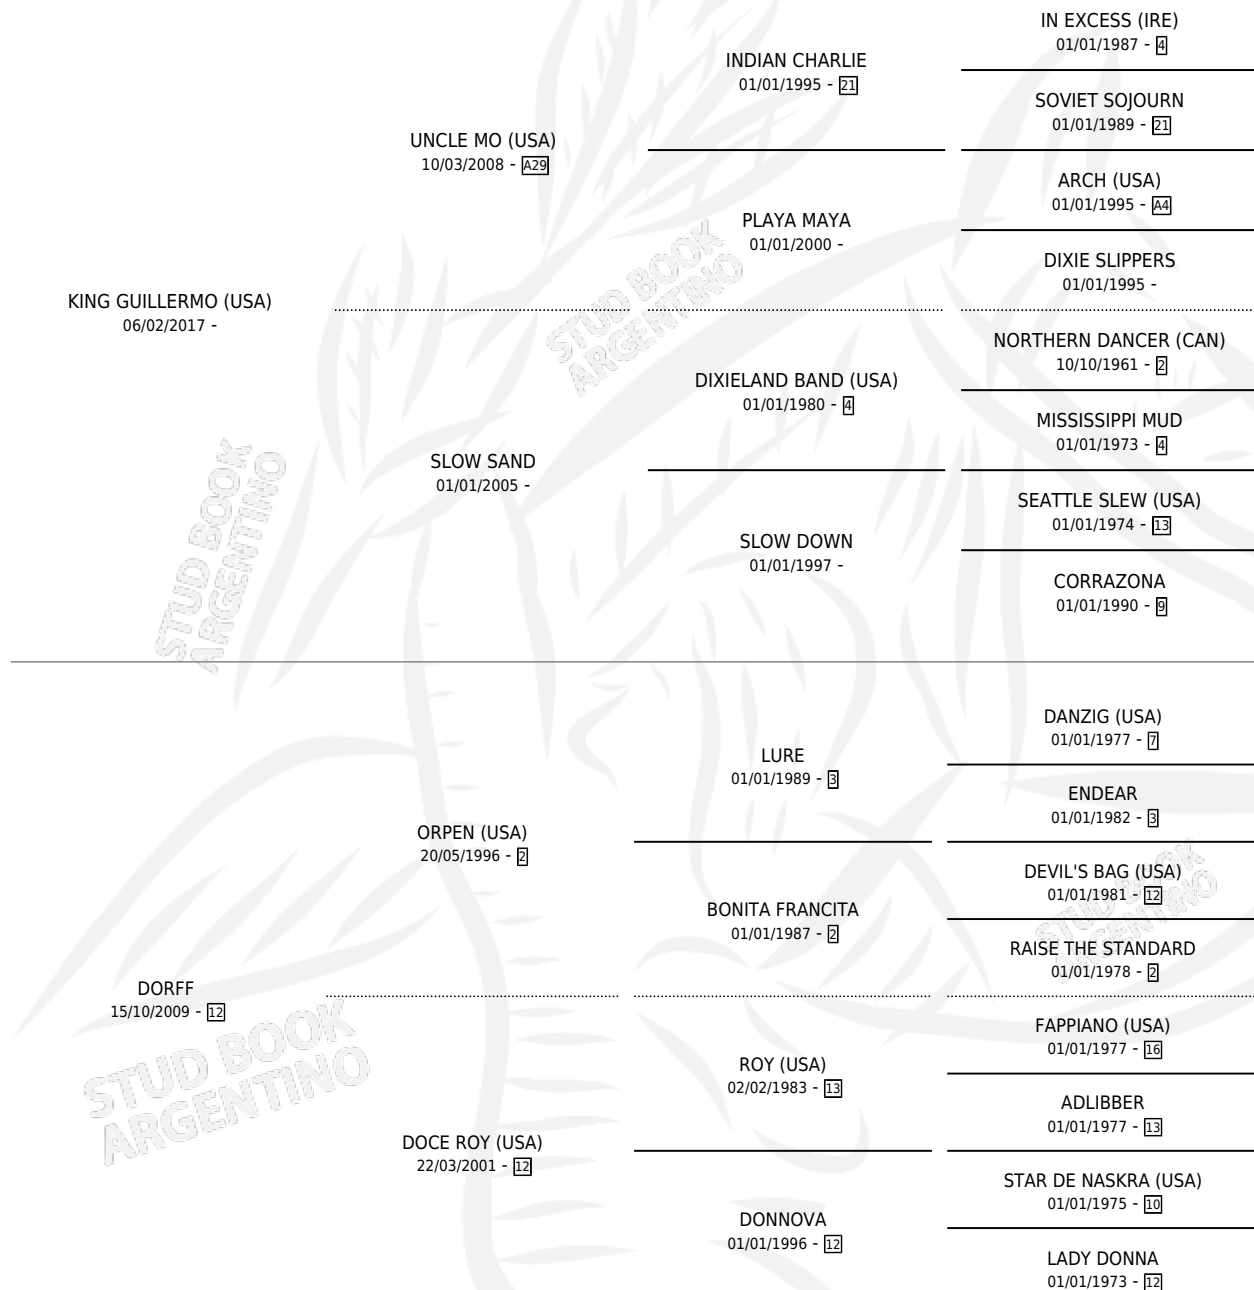 IN EXCESS (IRE)
01/01/1987 - 4
INDIAN CHARLIE
01/01/1995 - 21
SOVIET SOJOURN
01/01/1989 - 21
UNCLE MO (USA)
10/03/2008 - A29
ARCH (USA)
01/01/1995 - A4
PLAYA MAYA
01/01/2000 -
DIXIE SLIPPERS
01/01/1995 -
KING GUILLERMO (USA)
06/02/2017 -
NORTHERN DANCER (CAN)
10/10/1961 - 2
DIXIELAND BAND (USA)
01/01/1980 - 4
MISSISSIPPI MUD
01/01/1973 - 4
SLOW SAND
01/01/2005 -
SEATTLE SLEW (USA)
01/01/1974 - 13
SLOW DOWN
01/01/1997 -
CORRAZONA
01/01/1990 - 9
DANZIG (USA)
01/01/1977 - 7
LURE
01/01/1989 - 3
ENDEAR
01/01/1982 - 3
ORPEN (USA)
20/05/1996 - 2
DEVIL'S BAG (USA)
01/01/1981 - 12
BONITA FRANCITA
01/01/1987 - 2
RAISE THE STANDARD
01/01/1978 - 2
DORFF
15/10/2009 - 12
FAPPIANO (USA)
01/01/1977 - 16
ROY (USA)
02/02/1983 - 13
ADLIBBER
01/01/1977 - 13
DOCE ROY (USA)
22/03/2001 - 12
STAR DE NASKRA (USA)
01/01/1975 - 10
DONNOVA
01/01/1996 - 12
LADY DONNA
01/01/1973 - 12
STUD BOOK
ARGENTINO
STUD BOOK
ARGENTINO
STUD BOOK
ARGENTINO
STUD BOOK
ARGENTINO